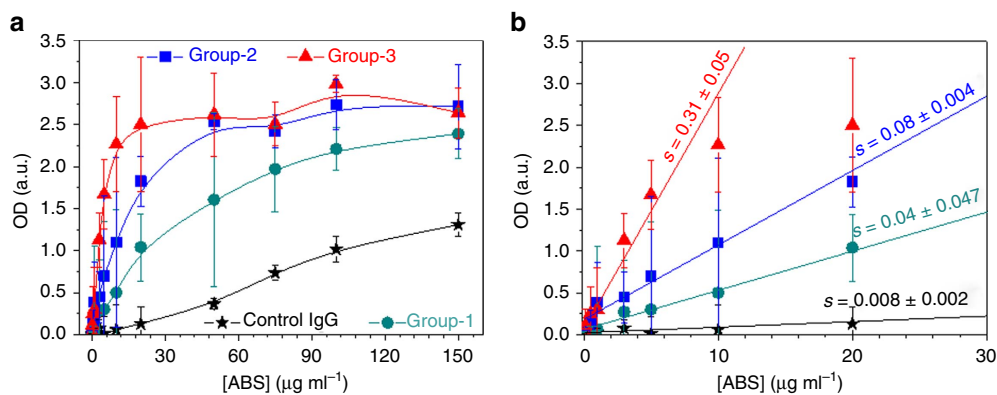 a
3.5
3.0
2.5
2.0
1.5
1.0
0.5
0.0
OD (a.u.)
Group-2
Group-3
Control IgG
Group-1
0 30 60 90 120 150
[ABS] (μg ml⁻¹)
b
3.5
3.0
2.5
2.0
1.5
1.0
0.5
0.0
OD (a.u.)
s = 0.31 ± 0.05
s = 0.08 ± 0.004
s = 0.04 ± 0.047
s = 0.008 ± 0.002
0 10 20 30
[ABS] (μg ml⁻¹)